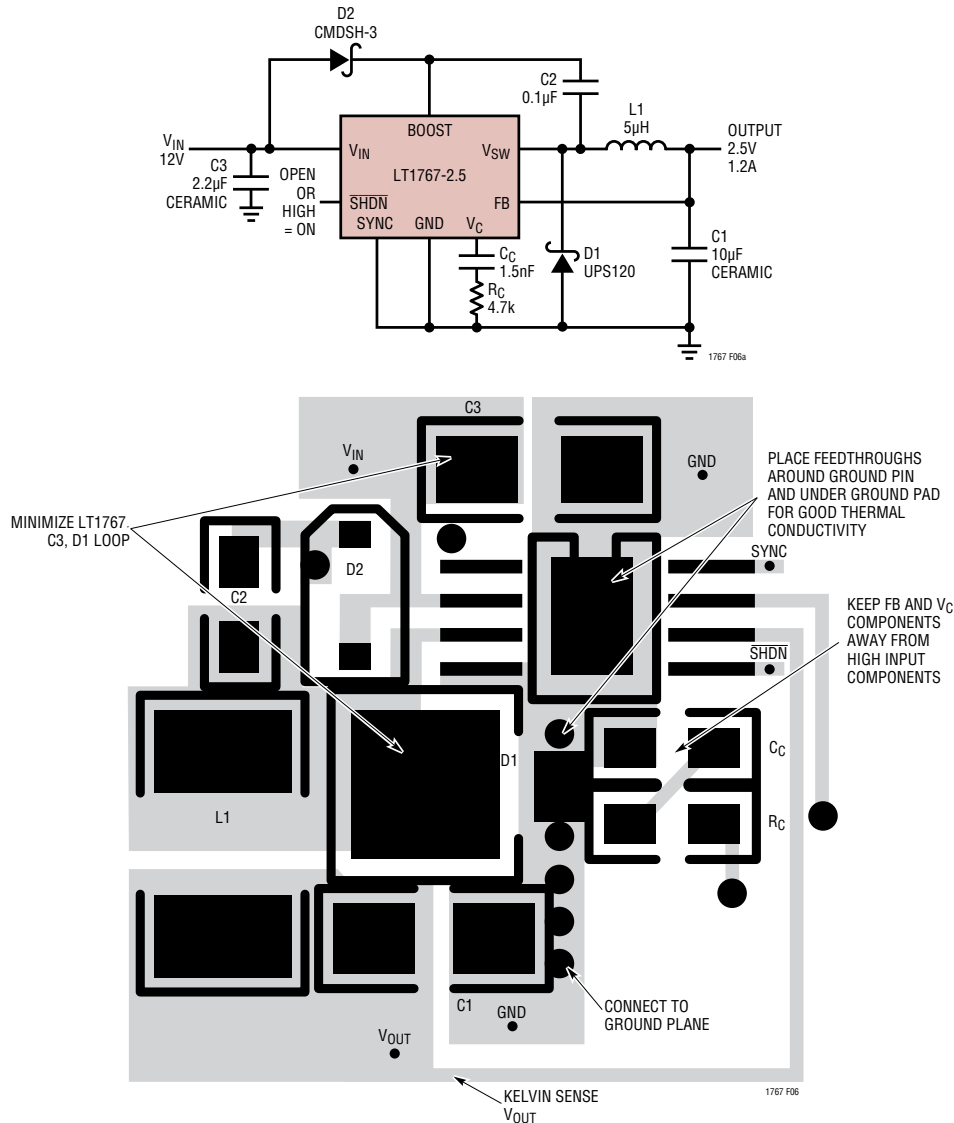 D2
CMDSH-3
C2
0.1µF
L1
5µH
BOOST
VIN
12V
VIN
VSW
OUTPUT
2.5V
1.2A
C3
2.2µF
CERAMIC
OPEN
OR
HIGH
= ON
LT1767-2.5
SHDN
FB
SYNC
GND
VC
CC
1.5nF
RC
4.7k
D1
UPS120
C1
10µF
CERAMIC
1767 F06a
C3
VIN
GND
PLACE FEEDTHROUGHS
AROUND GROUND PIN
AND UNDER GROUND PAD
FOR GOOD THERMAL
CONDUCTIVITY
MINIMIZE LT1767,
C3, D1 LOOP
SYNC
D2
C2
KEEP FB AND VC
COMPONENTS
AWAY FROM
HIGH INPUT
COMPONENTS
SHDN
D1
CC
L1
RC
C1
GND
CONNECT TO
GROUND PLANE
VOUT
KELVIN SENSE
VOUT
1767 F06